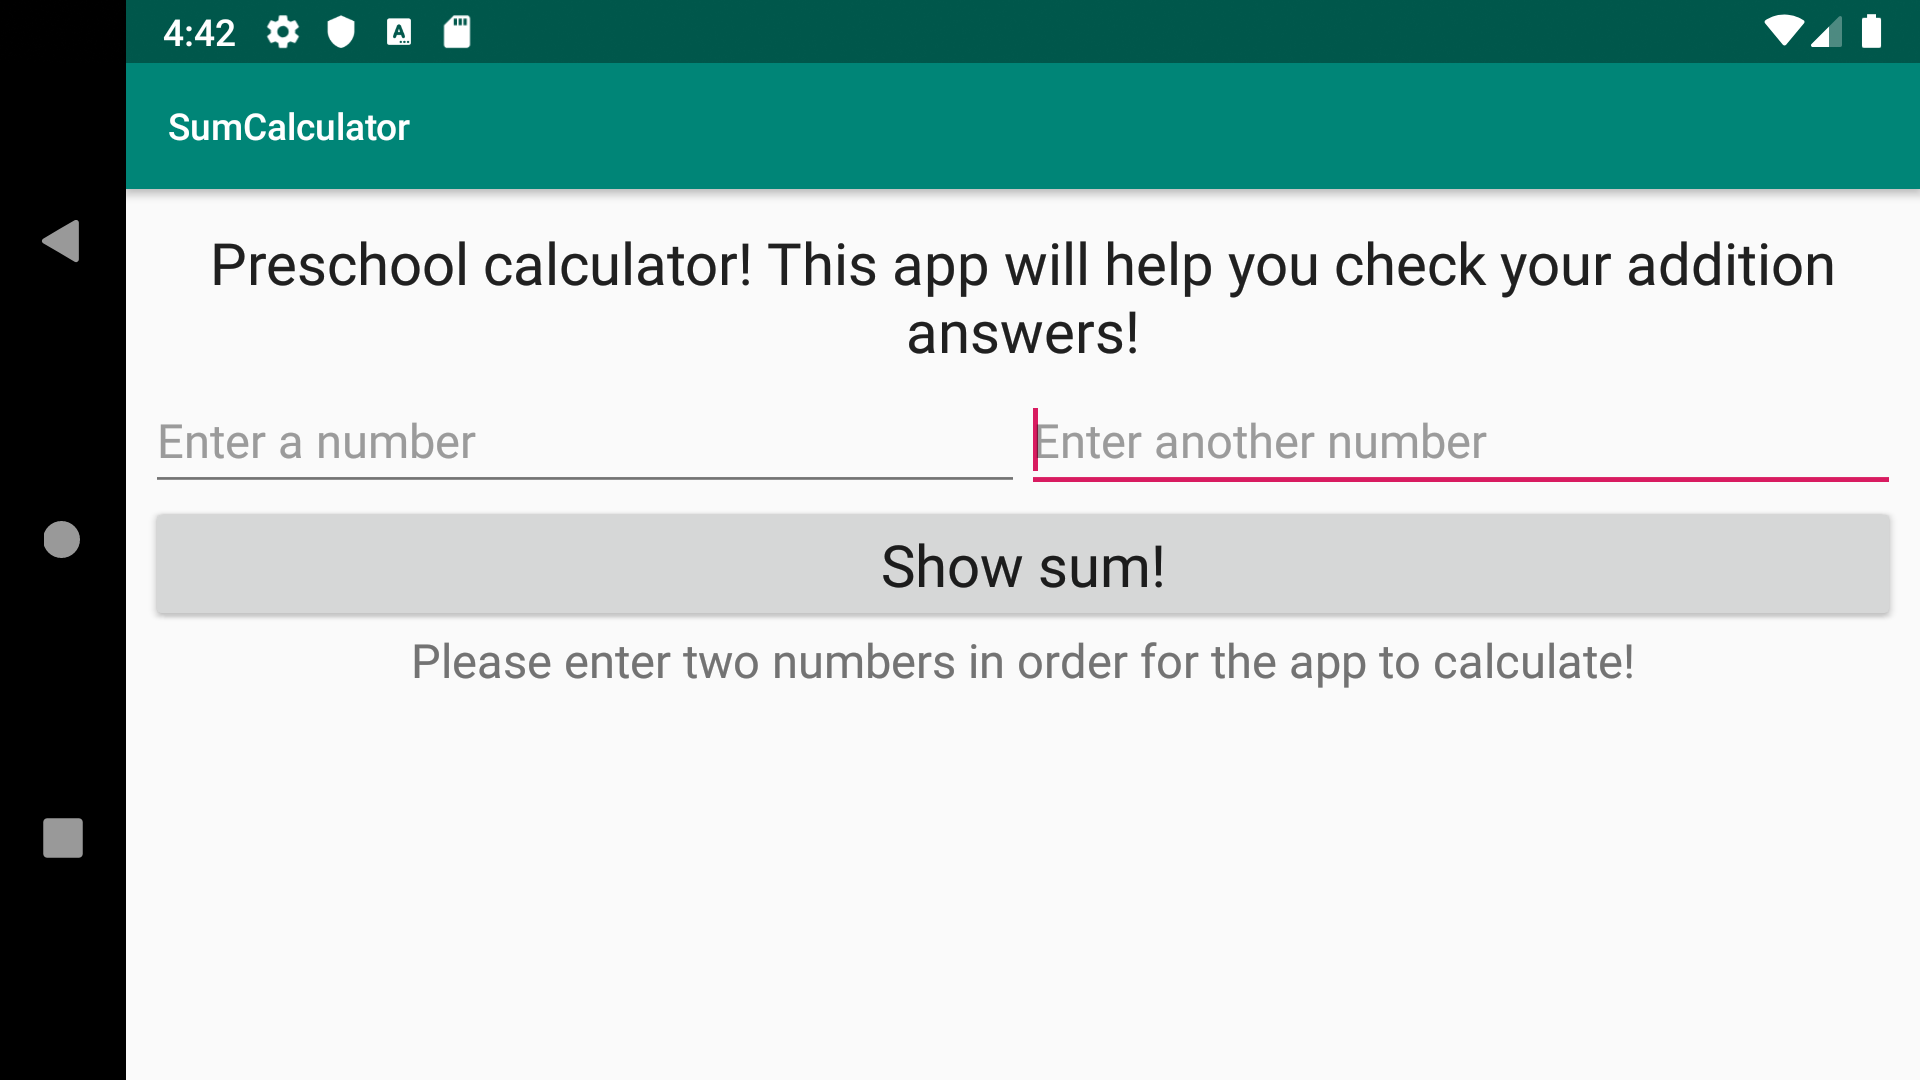 4:42
SumCalculator
Preschool calculator! This app will help you check your addition
answers!
Enter a number
Enter another number
Show sum!
Please enter two numbers in order for the app to calculate!